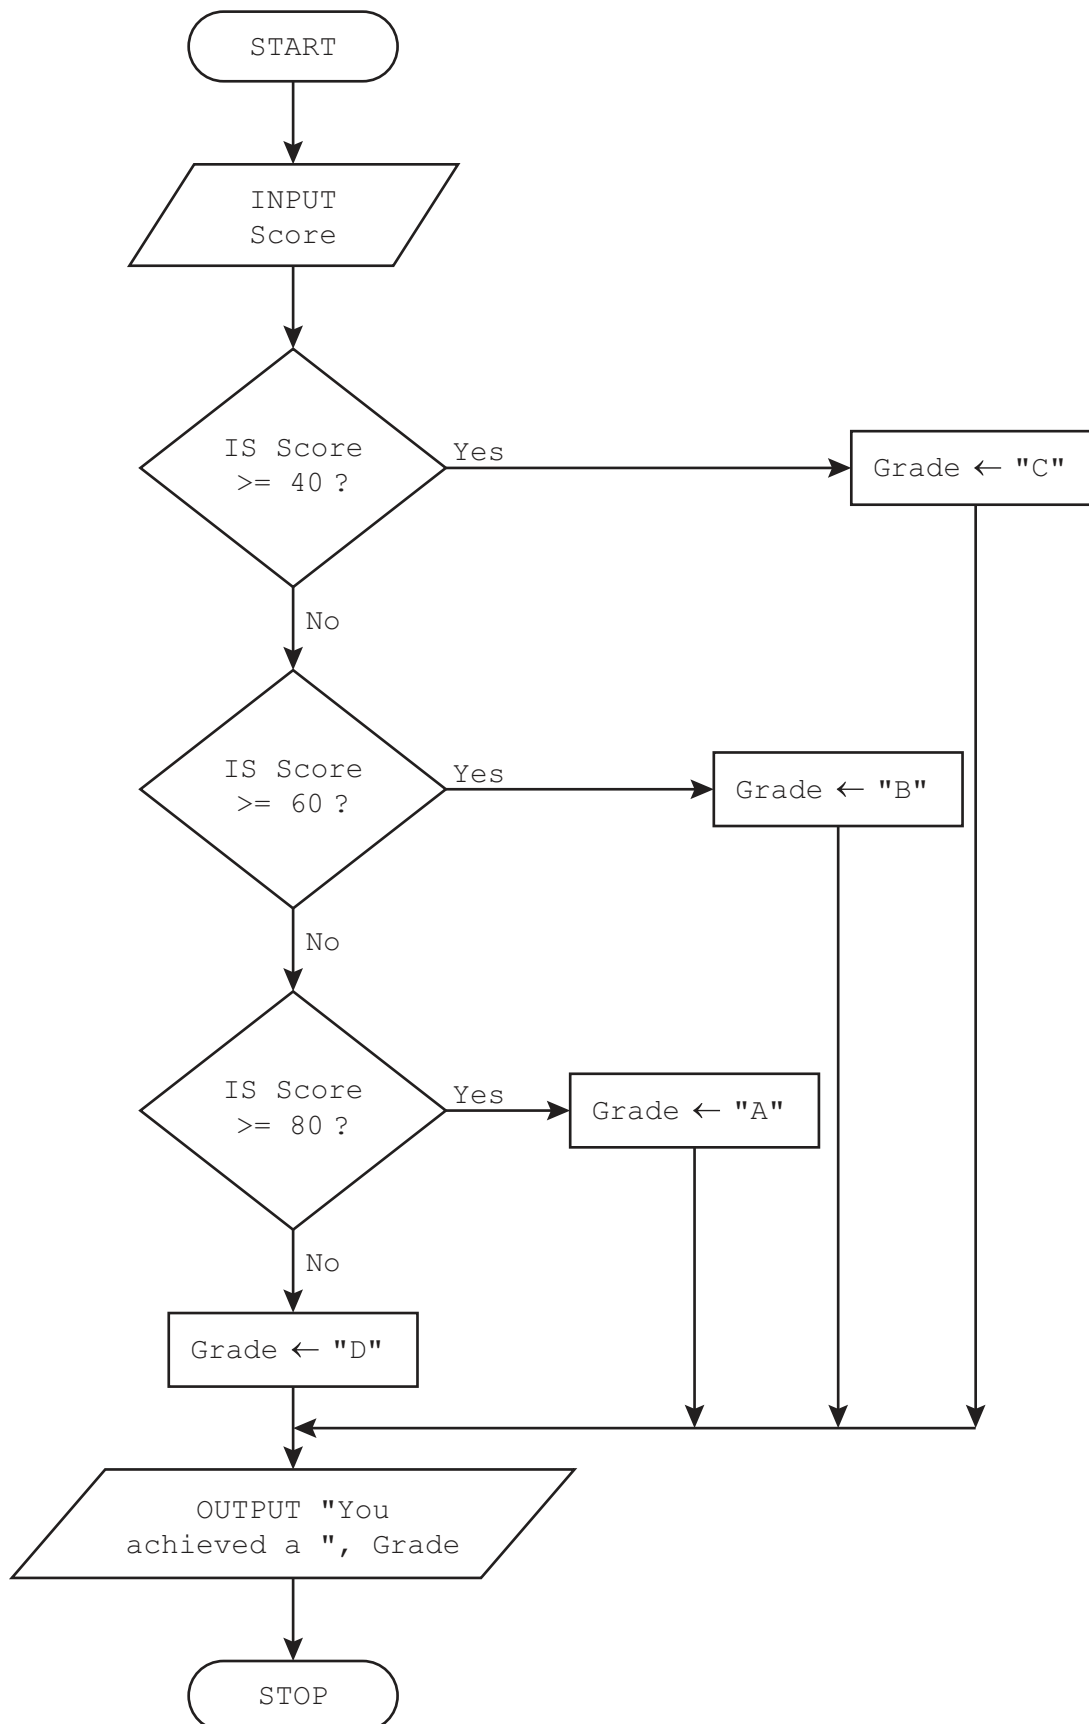 START
INPUT
Score
IS Score
>= 40 ?
Yes
Grade ← "C"
No
IS Score
>= 60 ?
Yes
Grade ← "B"
No
IS Score
>= 80 ?
Yes
Grade ← "A"
No
Grade ← "D"
OUTPUT "You
achieved a ", Grade
STOP